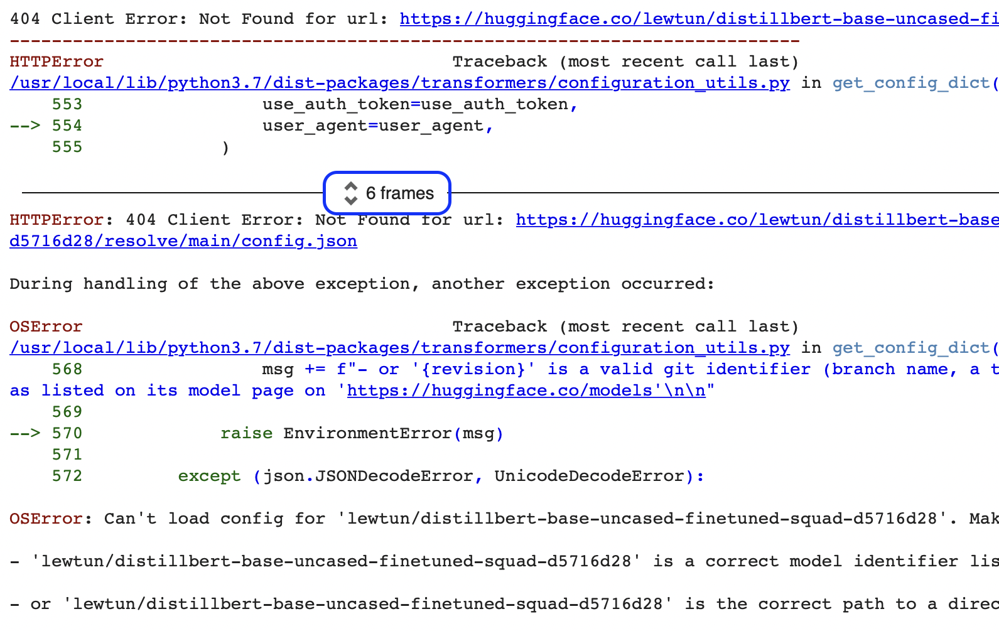 404 Client Error: Not Found for url: https://huggingface.co/lewtun/distillbert-base-uncased-fi
---------------------------------------------------------------------------
HTTPError                                 Traceback (most recent call last)
/usr/local/lib/python3.7/dist-packages/transformers/configuration_utils.py in get_config_dict(
    553                 use_auth_token=use_auth_token,
--> 554                 user_agent=user_agent,
    555             )
6 frames
HTTPError: 404 Client Error: Not Found for url: https://huggingface.co/lewtun/distillbert-base
d5716d28/resolve/main/config.json
During handling of the above exception, another exception occurred:
OSError                                   Traceback (most recent call last)
/usr/local/lib/python3.7/dist-packages/transformers/configuration_utils.py in get_config_dict(
    568                 msg += f"- or '{revision}' is a valid git identifier (branch name, a t
as listed on its model page on 'https://huggingface.co/models'\n\n"
    569
--> 570             raise EnvironmentError(msg)
    571
    572         except (json.JSONDecodeError, UnicodeDecodeError):
OSError: Can't load config for 'lewtun/distillbert-base-uncased-finetuned-squad-d5716d28'. Mak
- 'lewtun/distillbert-base-uncased-finetuned-squad-d5716d28' is a correct model identifier lis
- or 'lewtun/distillbert-base-uncased-finetuned-squad-d5716d28' is the correct path to a direc